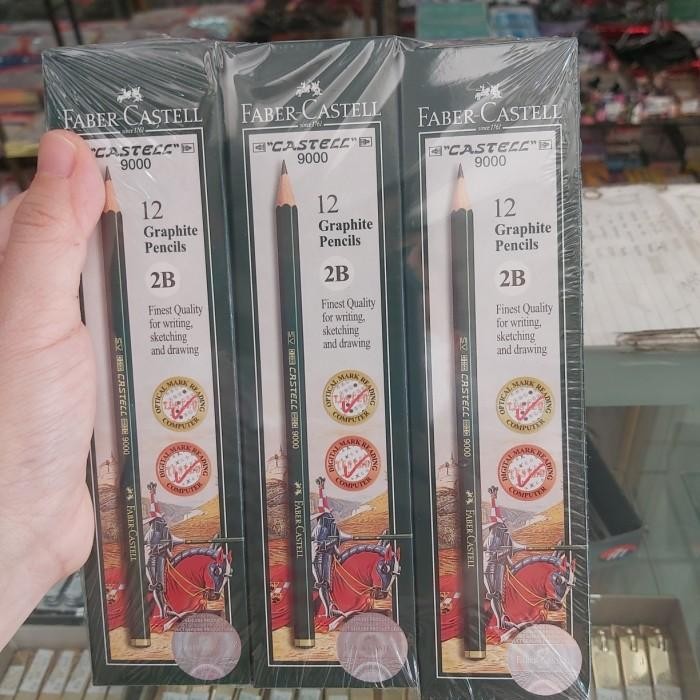 FABER-CASTELL
since 1761
"CASTELL"
9000
12
Graphite
Pencils
2B
Finest Quality
for writing,
sketching
and drawing
OPTICAL MARK READING
COMPUTER
DIGITAL MARK READING
COMPUTER
CASTELL 9000
FABER-CASTELL
FABER-CASTELL
since 1761
"CASTELL"
9000
12
Graphite
Pencils
2B
Finest Quality
for writing,
sketching
and drawing
OPTICAL MARK READING
COMPUTER
DIGITAL MARK READING
COMPUTER
CASTELL 9000
FABER-CASTELL
FABER-CASTELL
since 1761
"CASTELL"
9000
12
Graphite
Pencils
2B
Finest Quality
for writing,
sketching
and drawing
OPTICAL MARK READING
COMPUTER
DIGITAL MARK READING
COMPUTER
CASTELL 9000
FABER-CASTELL